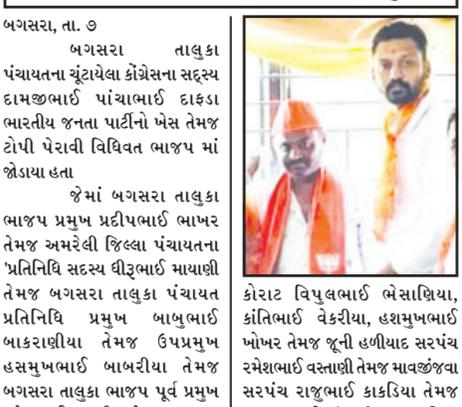 બગસરા, તા. ૭
બગસરા તાલુકા
પંચાયતના ચૂંટાયેલા કોંગ્રેસના સદસ્ય
દામજીભાઈ પાંચાભાઈ દાફડા
ભારતીય જનતા પાર્ટીનો ખેસ તેમજ
ટોપી પેરાવી વિધિવત ભાજપ માં
જોડાયા હતા
જેમાં બગસરા તાલુકા
ભાજપ પ્રમુખ પ્રદીપભાઈ ભાખર
તેમજ અમરેલી જિલ્લા પંચાયતના
'પ્રતિનિધિ સદસ્ય ધીરૂભાઈ માયાણી
તેમજ બગસરા તાલુકા પંચાયત
પ્રતિનિધિ પ્રમુખ બાબુભાઈ
બાકરાણીયા તેમજ ઉપપ્રમુખ
હસમુખભાઈ બાબરીયા તેમજ
બગસરા તાલુકા ભાજપ પૂર્વ પ્રમુખ
કોરાટ વિપુલભાઈ ભેસાણિયા,
કાંતિભાઈ વેકરીયા, હશમુખભાઈ
ખોખર તેમજ જૂની હળીયાદ સરપંચ
રમેશભાઈ વસ્તાણી તેમજ માવજીંજવા
સરપંચ રાજુભાઈ કાકડિયા તેમજ